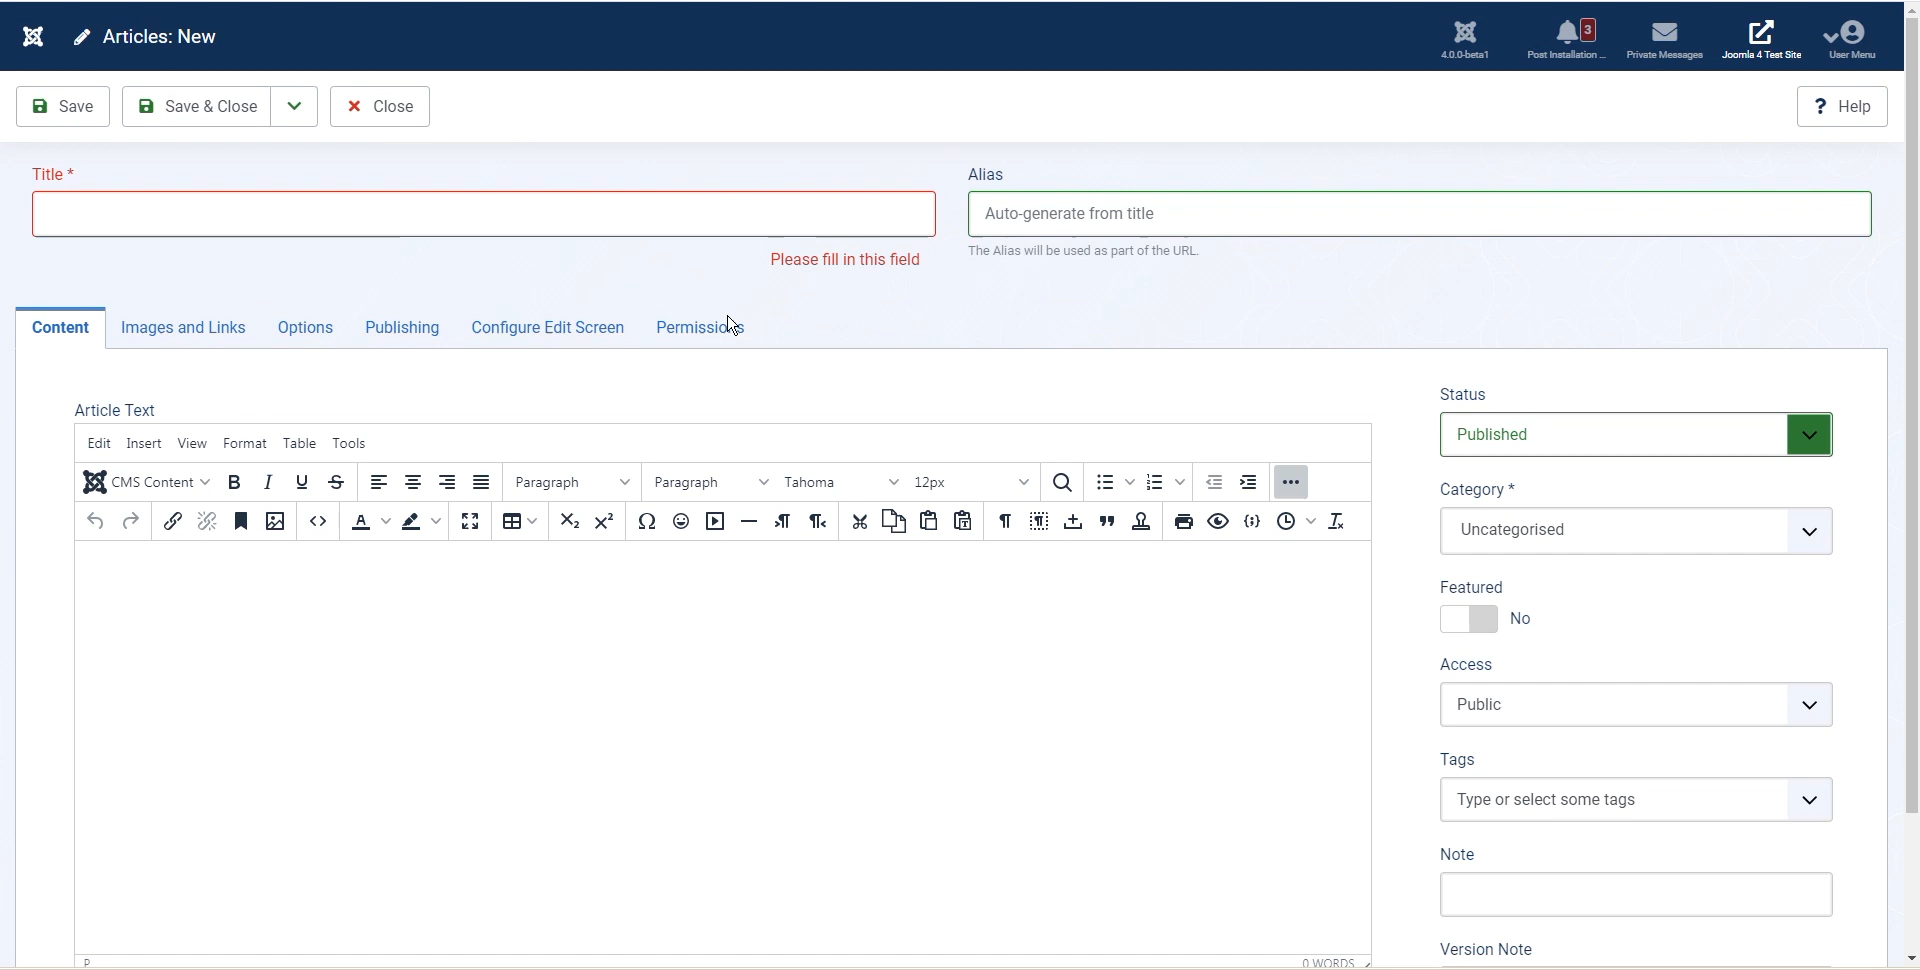 Articles: New
4.0.0-beta1
3
Post Installation ...
Private Messages
Joomla 4 Test Site
User Menu
Save
Save & Close
Close
? Help
Title *
Alias
Auto-generate from title
Please fill in this field
The Alias will be used as part of the URL.
Content
Images and Links
Options
Publishing
Configure Edit Screen
Permissions
Article Text
Edit Insert View Format Table Tools
CMS Content B I U S Paragraph Paragraph Tahoma 12px
P
0 WORDS
Status
Published
Category *
Uncategorised
Featured
No
Access
Public
Tags
Type or select some tags
Note
Version Note